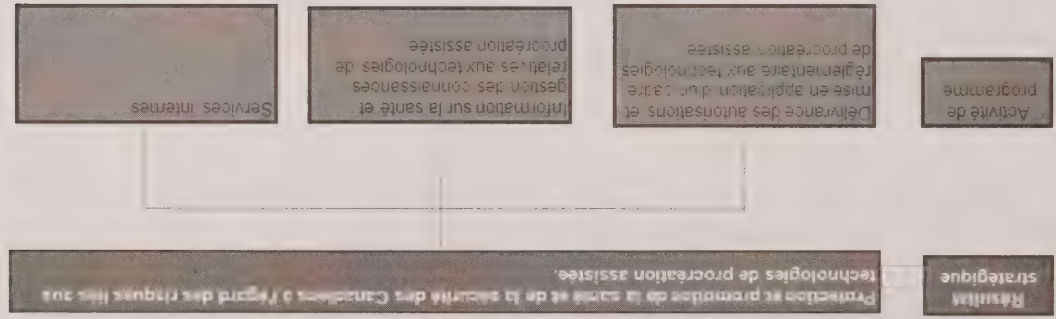 Résultat
stratégique
Protection et promotion de la santé et de la sécurité des Canadiens à l'égard des risques liés aux
technologies de procréation assistée.
Activité de
programme
Délivrance des autorisations et
mise en application d'un cadre
réglementaire aux technologies
de procréation assistée
Information sur la santé et
gestion des connaissances
relatives aux technologies de
procréation assistée
Services internes